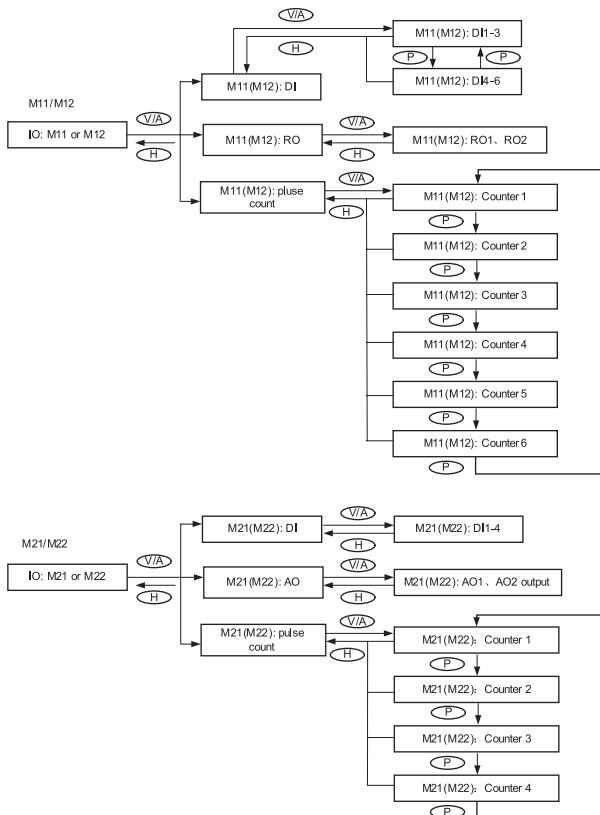 V/A
M11(M12): DI1-3
H
P
P
M11(M12): DI
M11(M12): DI4-6
M11/M12
V/A
V/A
IO: M11 or M12
M11(M12): RO
M11(M12): RO1、RO2
H
H
V/A
M11(M12): pluse
count
M11(M12): Counter 1
H
P
M11(M12): Counter 2
P
M11(M12): Counter 3
P
M11(M12): Counter 4
P
M11(M12): Counter 5
P
M11(M12): Counter 6
P
V/A
M21(M22): DI
M21(M22): DI1-4
H
M21/M22
V/A
V/A
IO: M21 or M22
M21(M22): AO
M21(M22): AO1、AO2 output
H
H
V/A
M21(M22): pulse
count
M21(M22): Counter 1
H
P
M21(M22): Counter 2
P
M21(M22): Counter 3
P
M21(M22): Counter 4
P